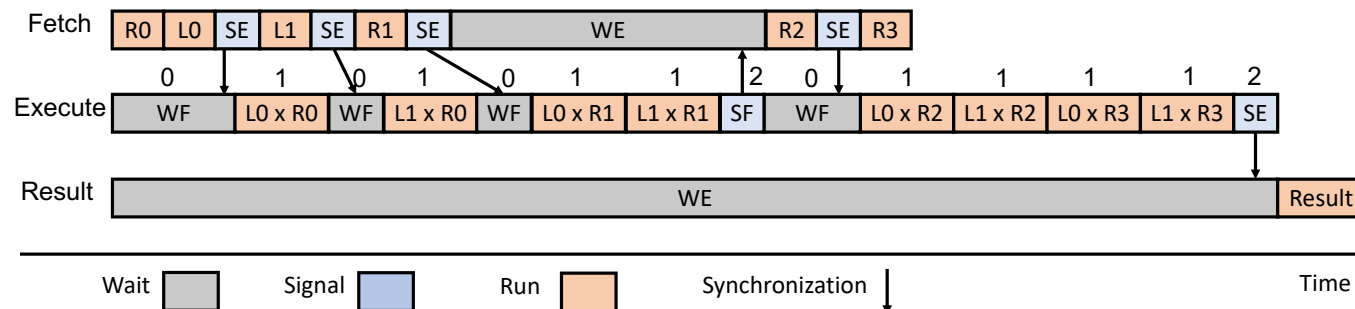 Fetch R0 L0 SE L1 SE R1 SE WE R2 SE R3
0 1 0 1 0 1 1 2 0 1 1 1 1 2
Execute WF L0 x R0 WF L1 x R0 WF L0 x R1 L1 x R1 SF WF L0 x R2 L1 x R2 L0 x R3 L1 x R3 SE
Result WE Result
Wait Signal Run Synchronization Time